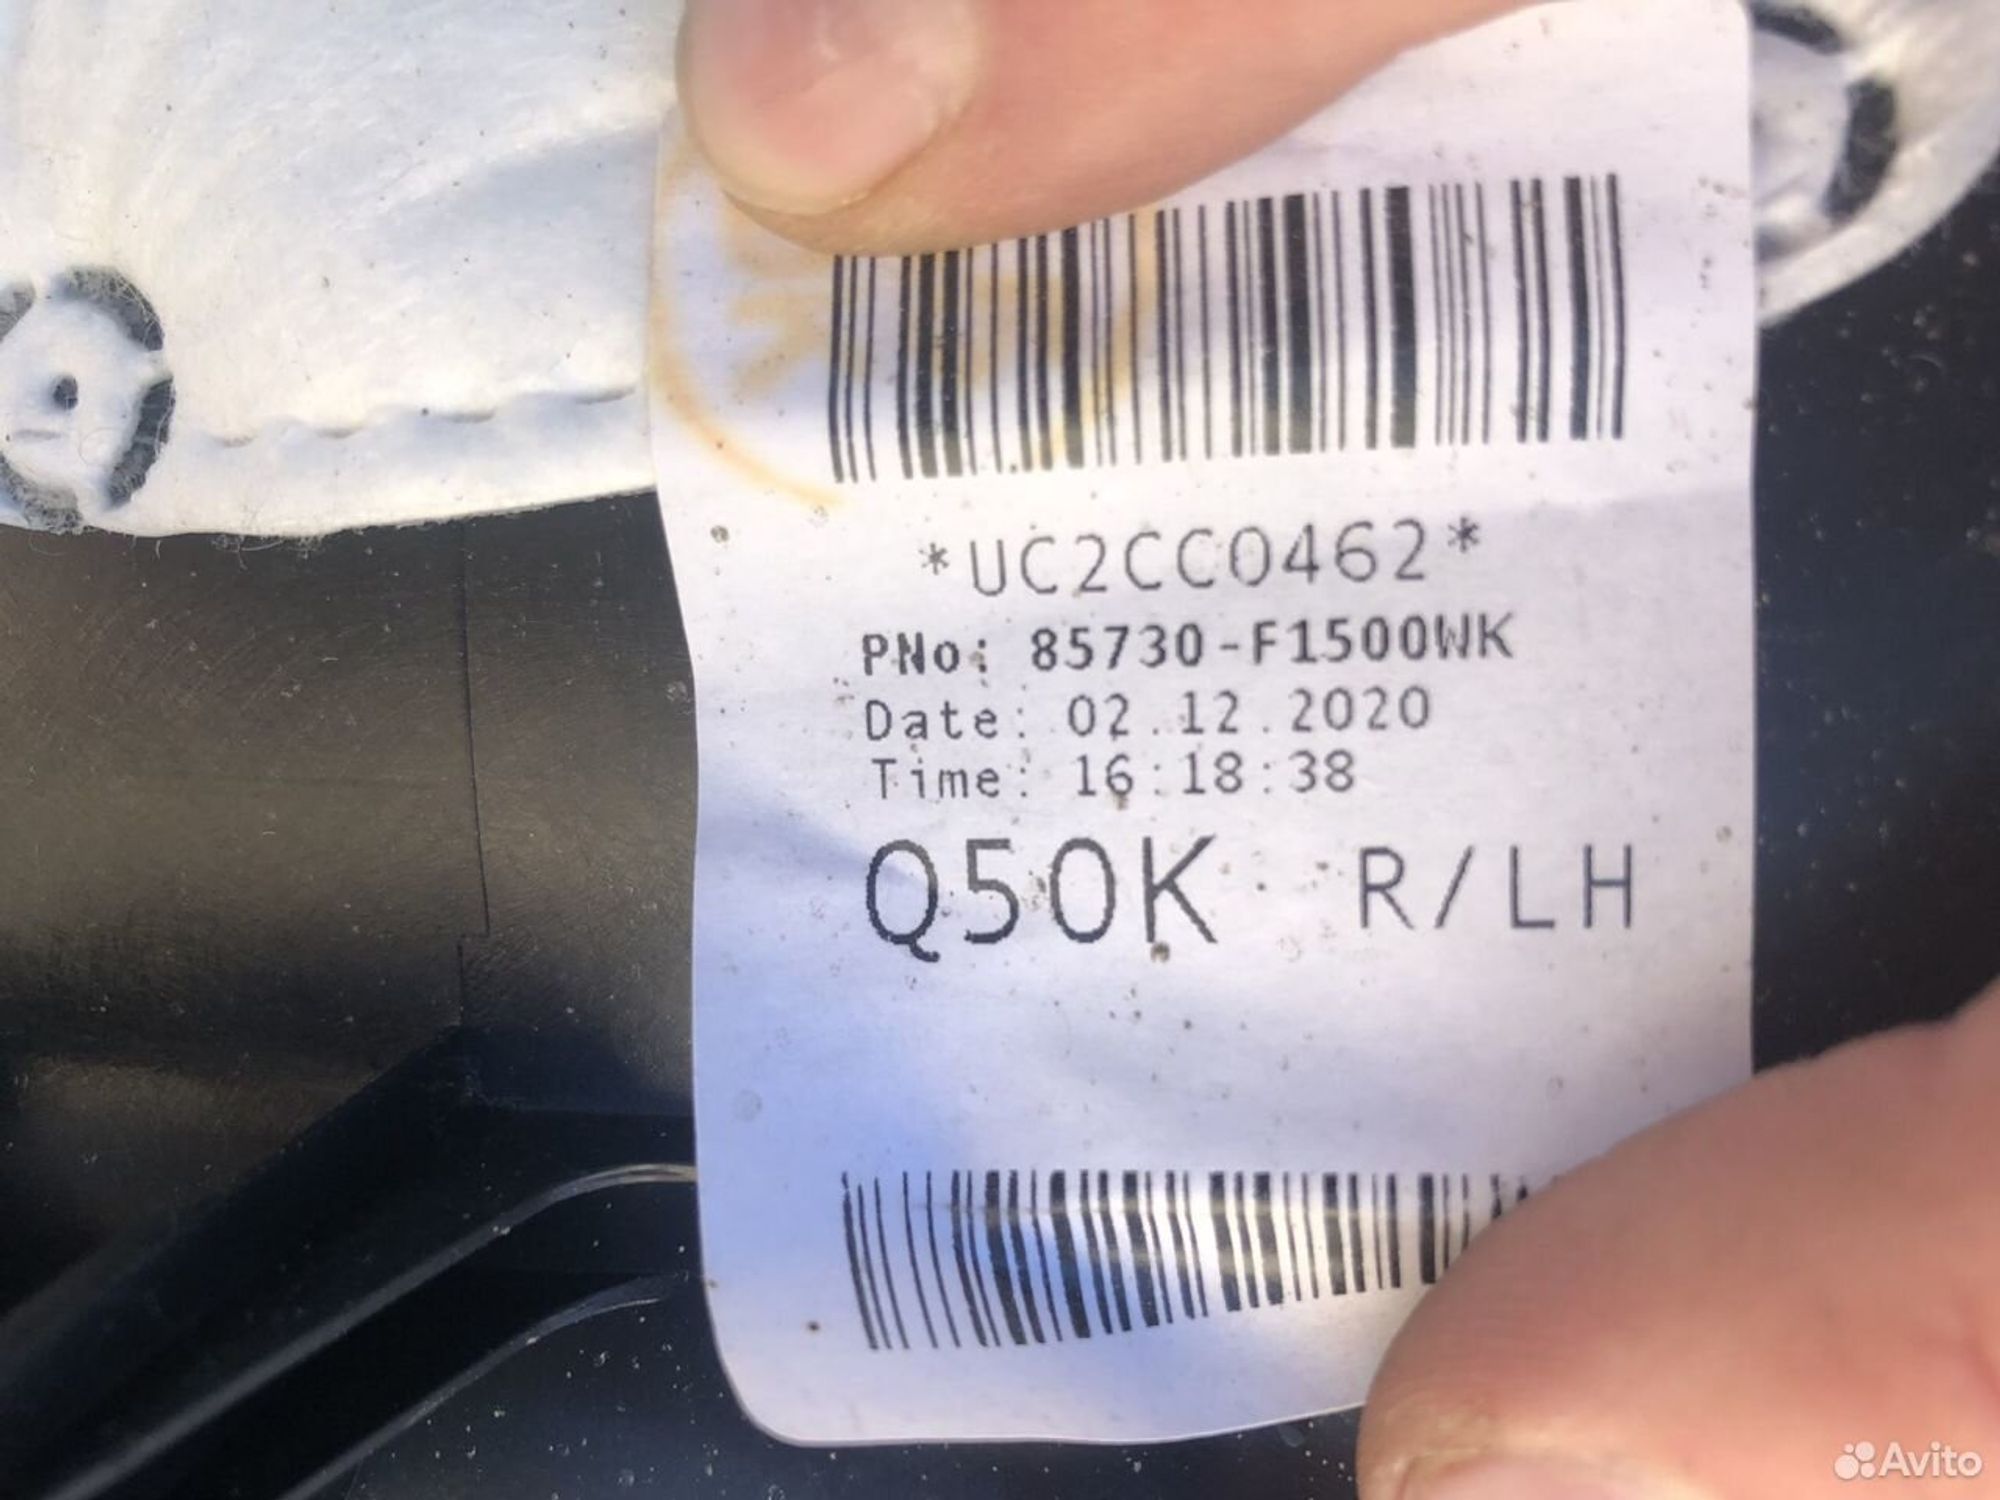 *UC2CC0462*
PNo: 85730-F1500WK
Date: 02.12.2020
Time: 16:18:38
Q50K R/LH
Avito